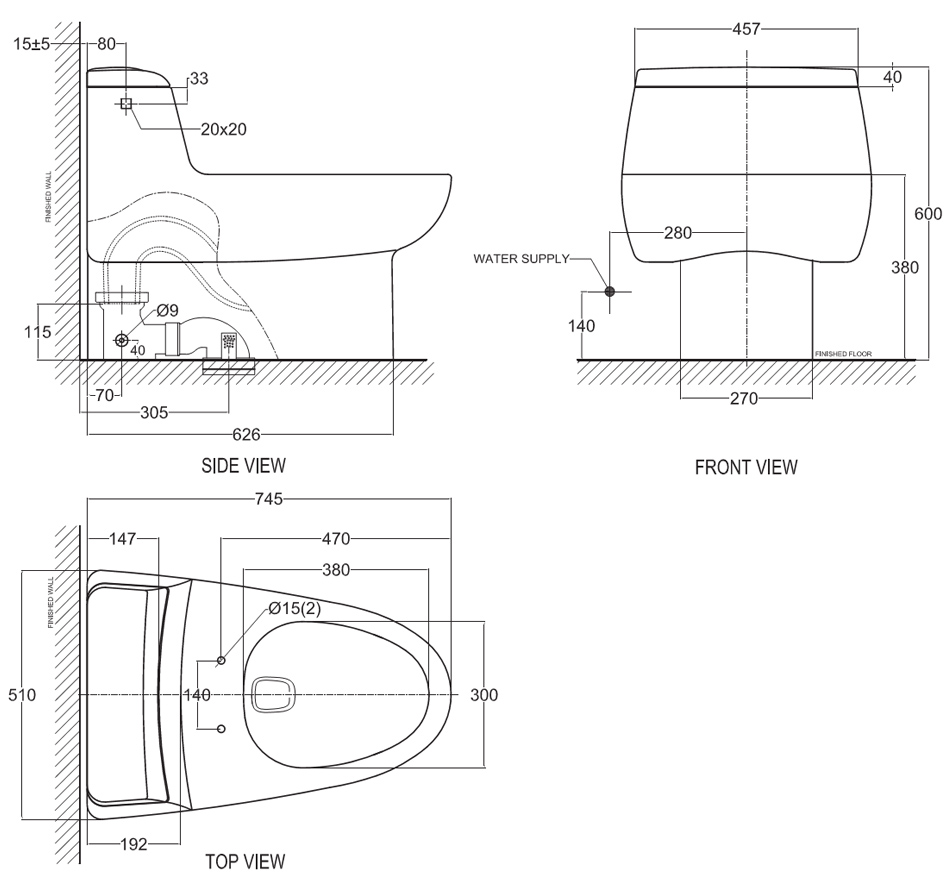 15±5
80
33
20x20
FINISHED WALL
Ø9
115
40
70
305
626
SIDE VIEW
457
40
600
280
WATER SUPPLY
380
140
FINISHED FLOOR
270
FRONT VIEW
745
147
470
380
FINISHED WALL
Ø15(2)
510
140
300
192
TOP VIEW